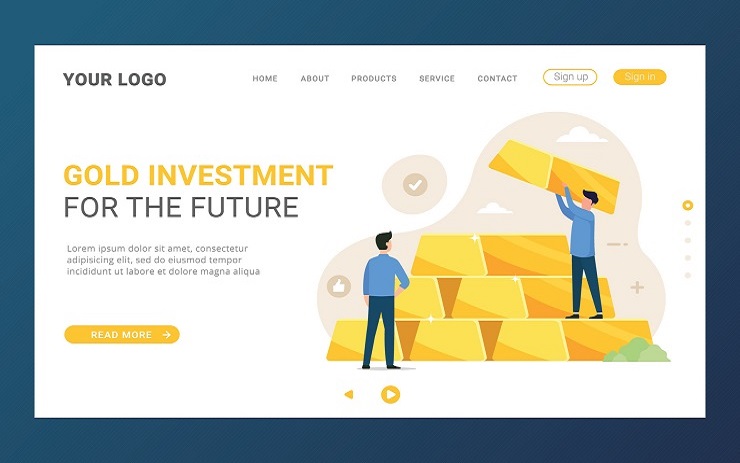 YOUR LOGO
HOME ABOUT PRODUCTS SERVICE CONTACT Sign up Sign in
GOLD INVESTMENT
FOR THE FUTURE
Lorem ipsum dolor sit amet, consectetur
adipisicing elit, sed do eiusmod tempor
incididunt ut labore et dolore magna aliqua
READ MORE